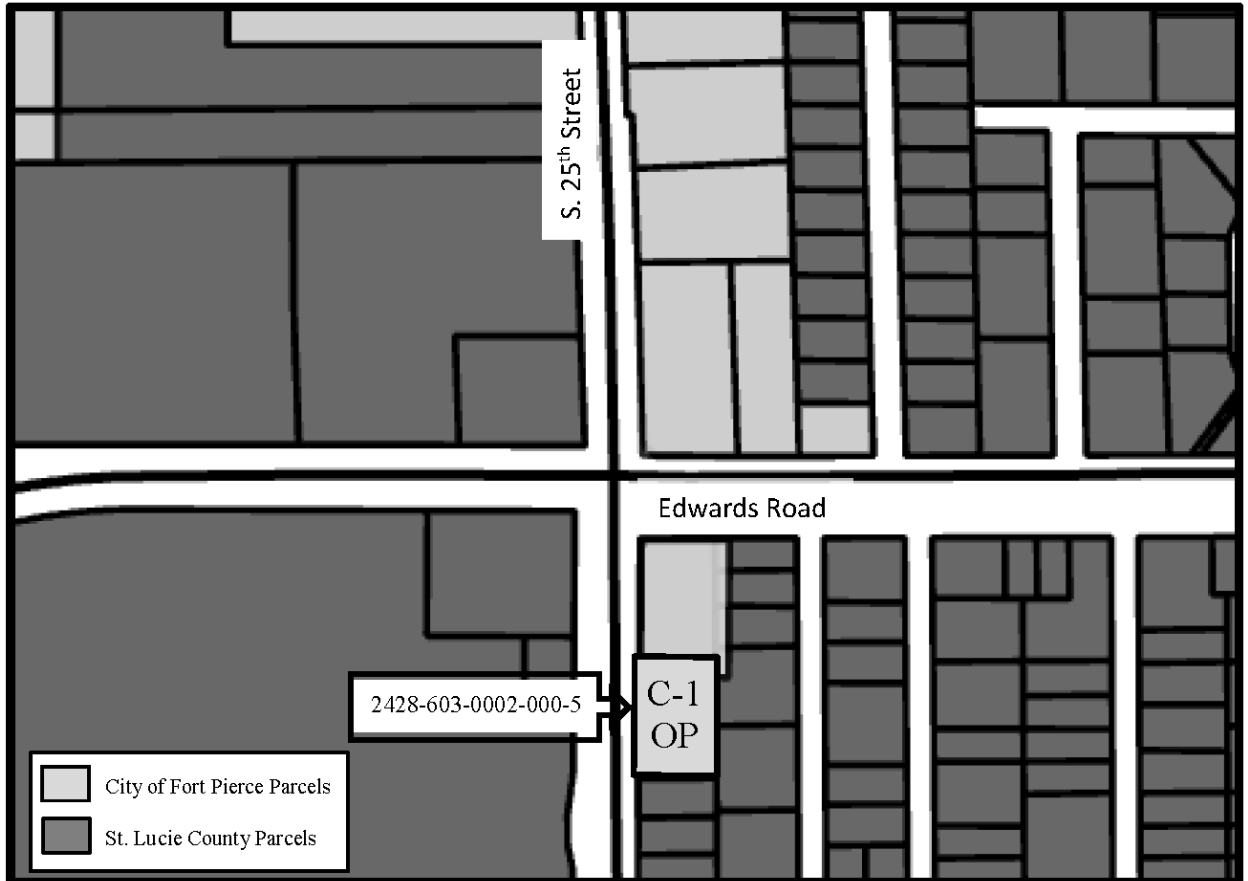 S. 25th Street
Edwards Road
2428-603-0002-000-5
C-1
OP
City of Fort Pierce Parcels
St. Lucie County Parcels